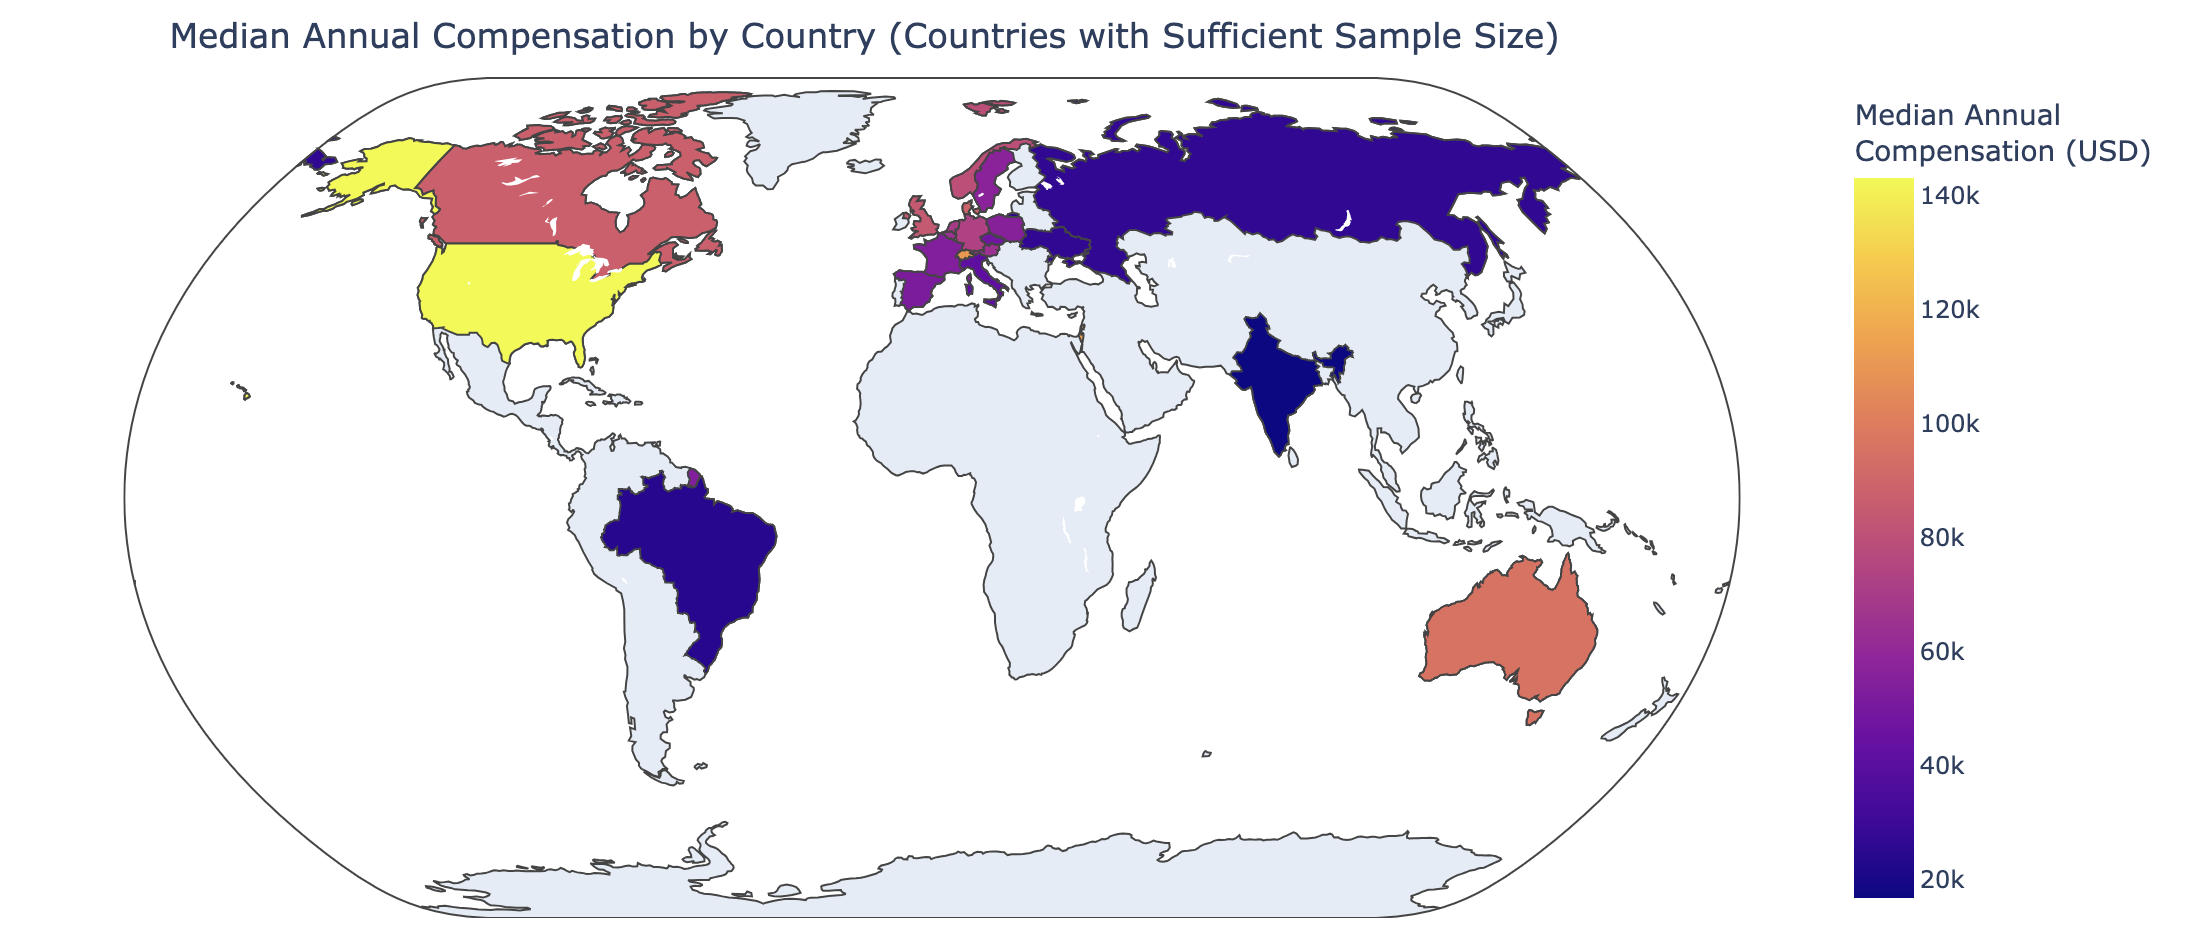 Median Annual Compensation by Country (Countries with Sufficient Sample Size)
Median Annual
Compensation (USD)
140k
120k
100k
80k
60k
40k
20k